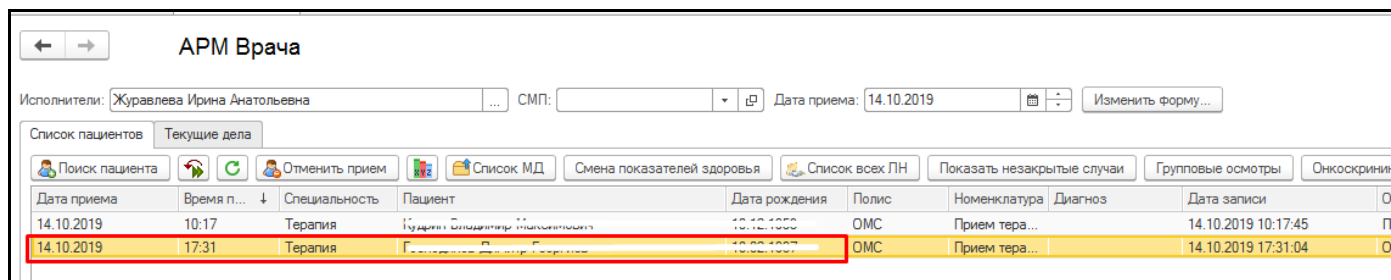 ← → АРМ Врача
Исполнители: Журавлева Ирина Анатольевна ... СМП: Дата приема: 14.10.2019 Изменить форму...
Список пациентов Текущие дела
Поиск пациента Отменить прием Список МД Смена показателей здоровья Список всех ЛН Показать незакрытые случаи Групповые осмотры Онкоскринин
Дата приема Время п... ↓ Специальность Пациент Дата рождения Полис Номенклатура Диагноз Дата записи
14.10.2019 10:17 Терапия ОМС Прием тера... 14.10.2019 10:17:45
14.10.2019 17:31 Терапия ОМС Прием тера... 14.10.2019 17:31:04